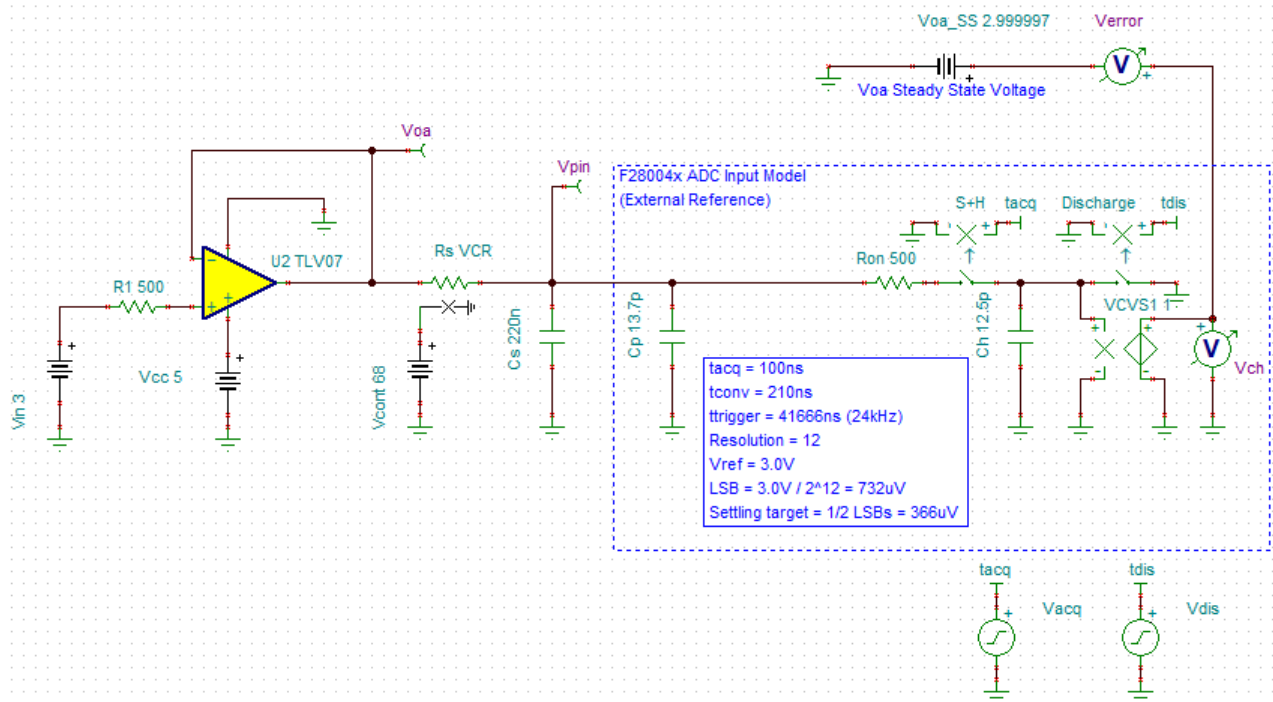 Voa_SS 2.999997
Verror
Voa Steady State Voltage
Voa
Vpin
F28004x ADC Input Model
(External Reference)
S+H
tacq
Discharge
tdis
U2 TLV07
Rs VCR
Ron 500
R1 500
VCVS1 1
Vin 3
Vcc 5
Vcont 68
Cs 220n
Cp 13.7p
Ch 12.5p
Vch
tacq = 100ns
tconv = 210ns
ttrigger = 41666ns (24kHz)
Resolution = 12
Vref = 3.0V
LSB = 3.0V / 2^12 = 732uV
Settling target = 1/2 LSBs = 366uV
tacq
tdis
Vacq
Vdis
V
V